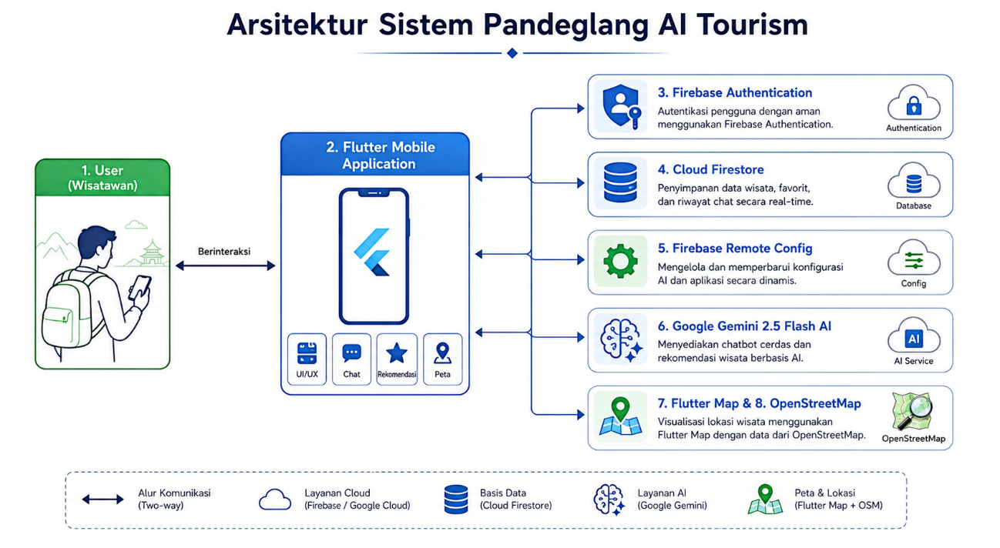 Arsitektur Sistem Pandeglang AI Tourism
1. User
(Wisatawan)
Berinteraksi
2. Flutter Mobile
Application
UI/UX
Chat
Rekomendasi
Peta
3. Firebase Authentication
Autentikasi pengguna dengan aman
menggunakan Firebase Authentication.
Authentication
4. Cloud Firestore
Penyimpanan data wisata, favorit,
dan riwayat chat secara real-time.
Database
5. Firebase Remote Config
Mengelola dan memperbarui konfigurasi
AI dan aplikasi secara dinamis.
Config
6. Google Gemini 2.5 Flash AI
Menyediakan chatbot cerdas dan
rekomendasi wisata berbasis AI.
AI
AI Service
7. Flutter Map & 8. OpenStreetMap
Visualisasi lokasi wisata menggunakan
Flutter Map dengan data dari OpenStreetMap.
OpenStreetMap
Alur Komunikasi
(Two-way)
Layanan Cloud
(Firebase / Google Cloud)
Basis Data
(Cloud Firestore)
Layanan AI
(Google Gemini)
Peta & Lokasi
(Flutter Map + OSM)